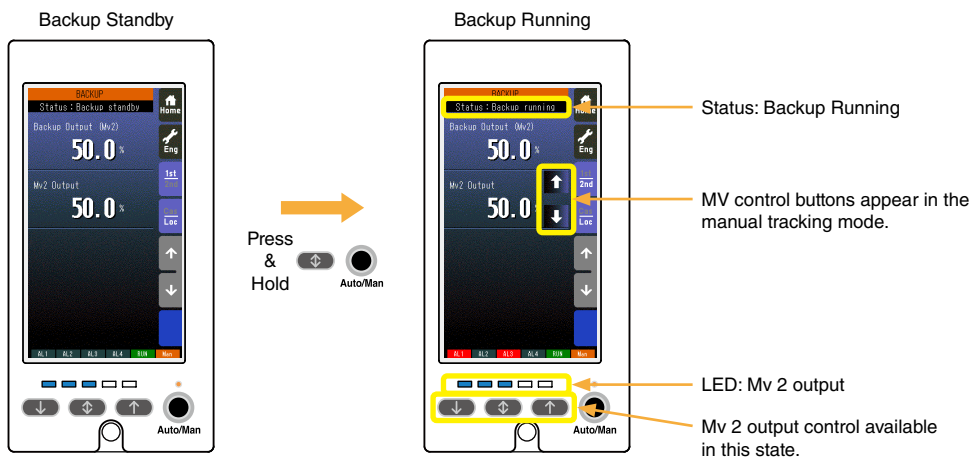 Backup Standby
BACKUP
Status:Backup standby
Home
Backup Output (Mv2)
50.0 %
Eng
Mv2 Output
1st
2nd
50.0 %
Loc
AL1 AL2 AL3 AL4 RUN Man
Auto/Man
Press
&
Hold
Auto/Man
Backup Running
BACKUP
Status:Backup running
Home
Backup Output (Mv2)
50.0 %
Eng
Mv2 Output
1st
2nd
50.0 %
Loc
AL1 AL2 AL3 AL4 RUN Man
Auto/Man
Status: Backup Running
MV control buttons appear in the
manual tracking mode.
LED: Mv 2 output
Mv 2 output control available
in this state.